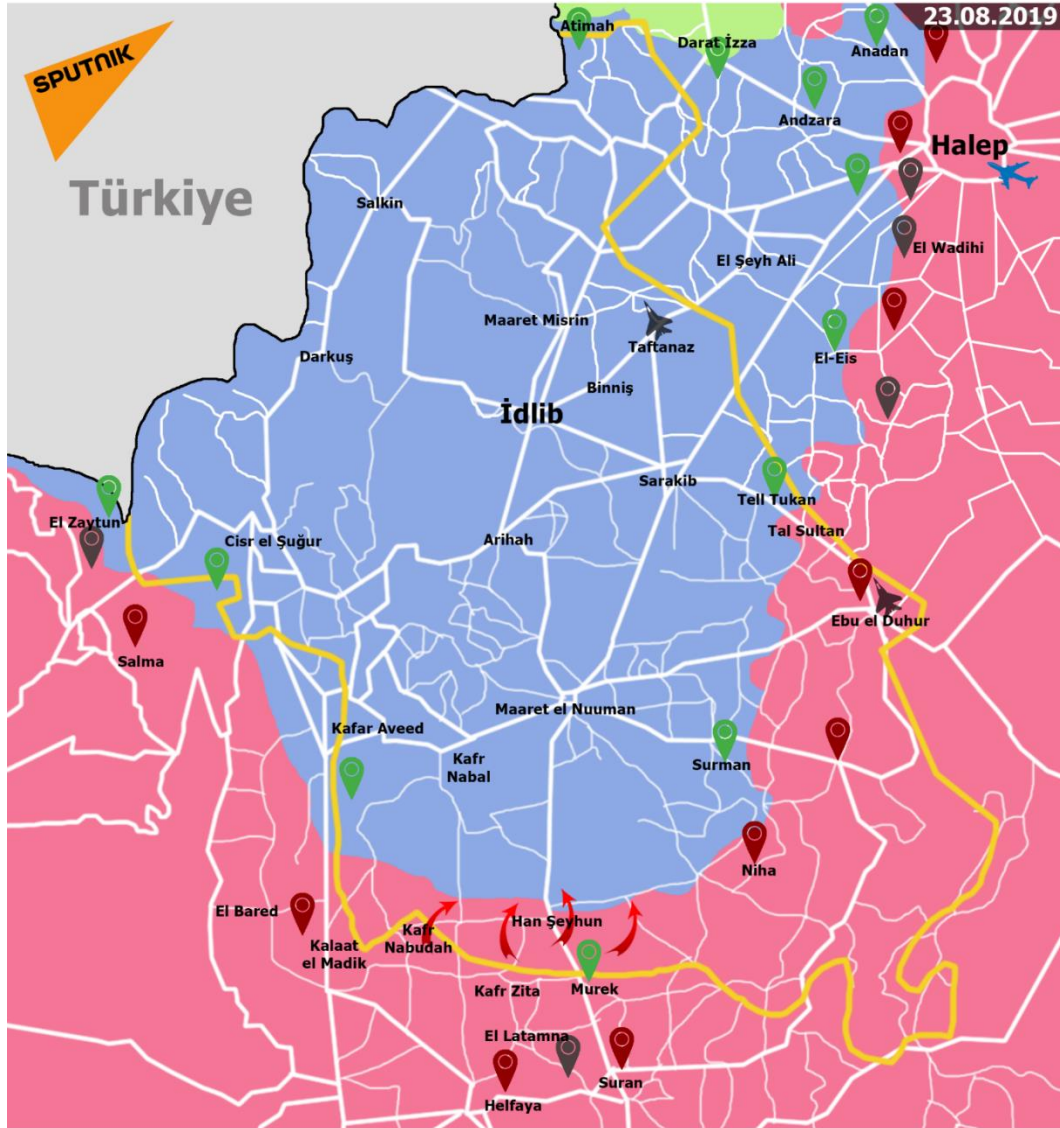 23.08.2019
SPUTNIK
Türkiye
Atimah
Darat İzza
Anadan
Andzara
Halep
Salkin
El Wadihi
El Şeyh Ali
Maaret Misrin
Taftanaz
El-Eis
Darkuş
Binniş
İdlib
Sarakib
Tell Tukan
El Zaytun
Tal Sultan
Cisr el Şuğur
Arihah
Ebu el Duhur
Salma
Maaret el Nuuman
Kafar Aveed
Kafr
Nabal
Surman
Niha
El Bared
Han Şeyhun
Kafr
Nabudah
Kalaat
el Madik
Kafr Zita
Murek
El Latamna
Suran
Helfaya